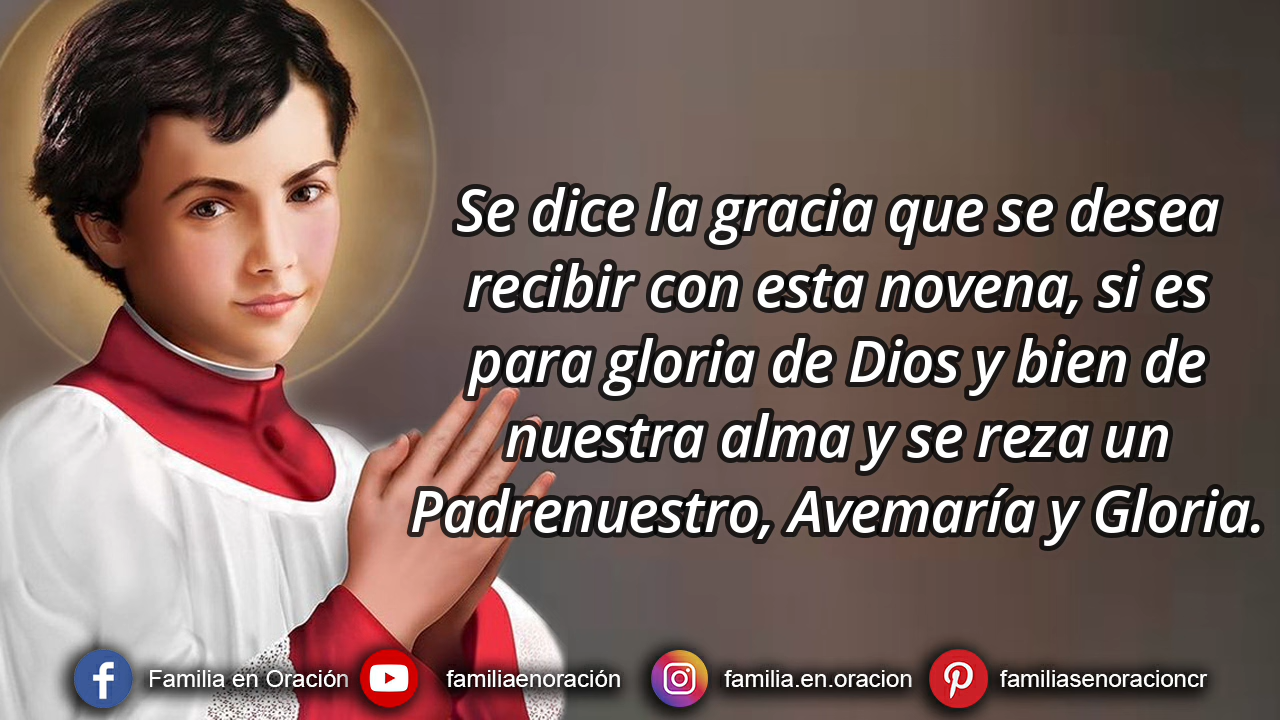 Se dice la gracia que se desea
recibir con esta novena, si es
para gloria de Dios y bien de
nuestra alma y se reza un
Padrenuestro, Avemaría y Gloria.
Familia en Oración familiaenoración familia.en.oracion familiasenoracioncr